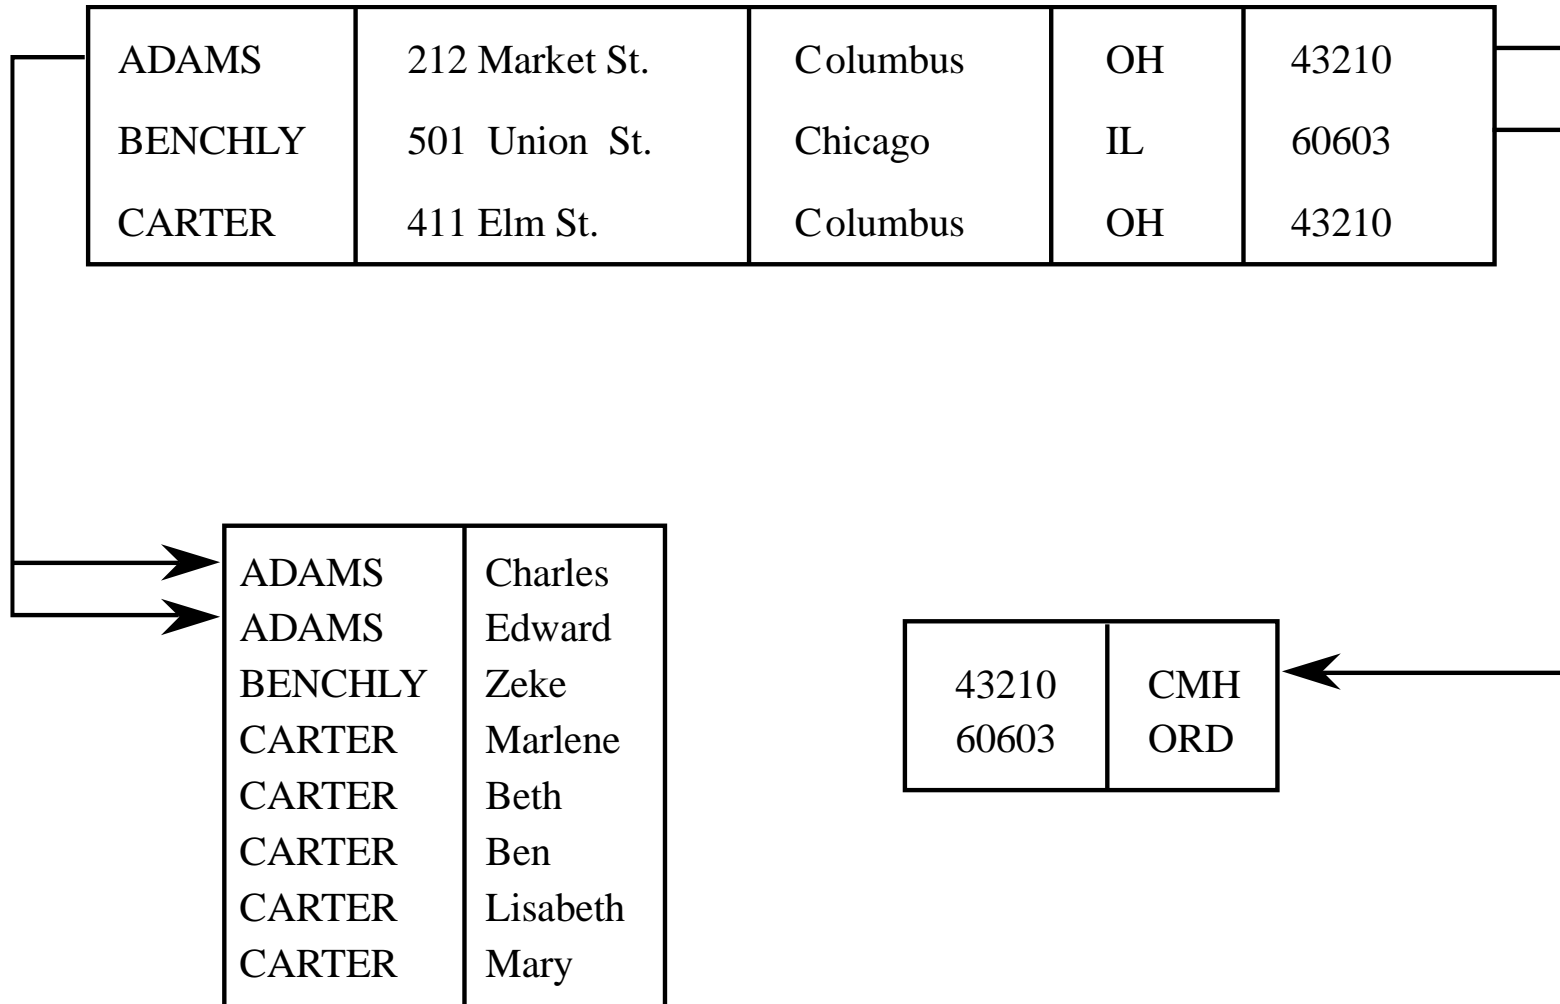 ADAMS 212 Market St. Columbus OH 43210
BENCHLY 501 Union St. Chicago IL 60603
CARTER 411 Elm St. Columbus OH 43210
ADAMS Charles
ADAMS Edward
BENCHLY Zeke
CARTER Marlene
CARTER Beth
CARTER Ben
CARTER Lisabeth
CARTER Mary
43210 CMH
60603 ORD